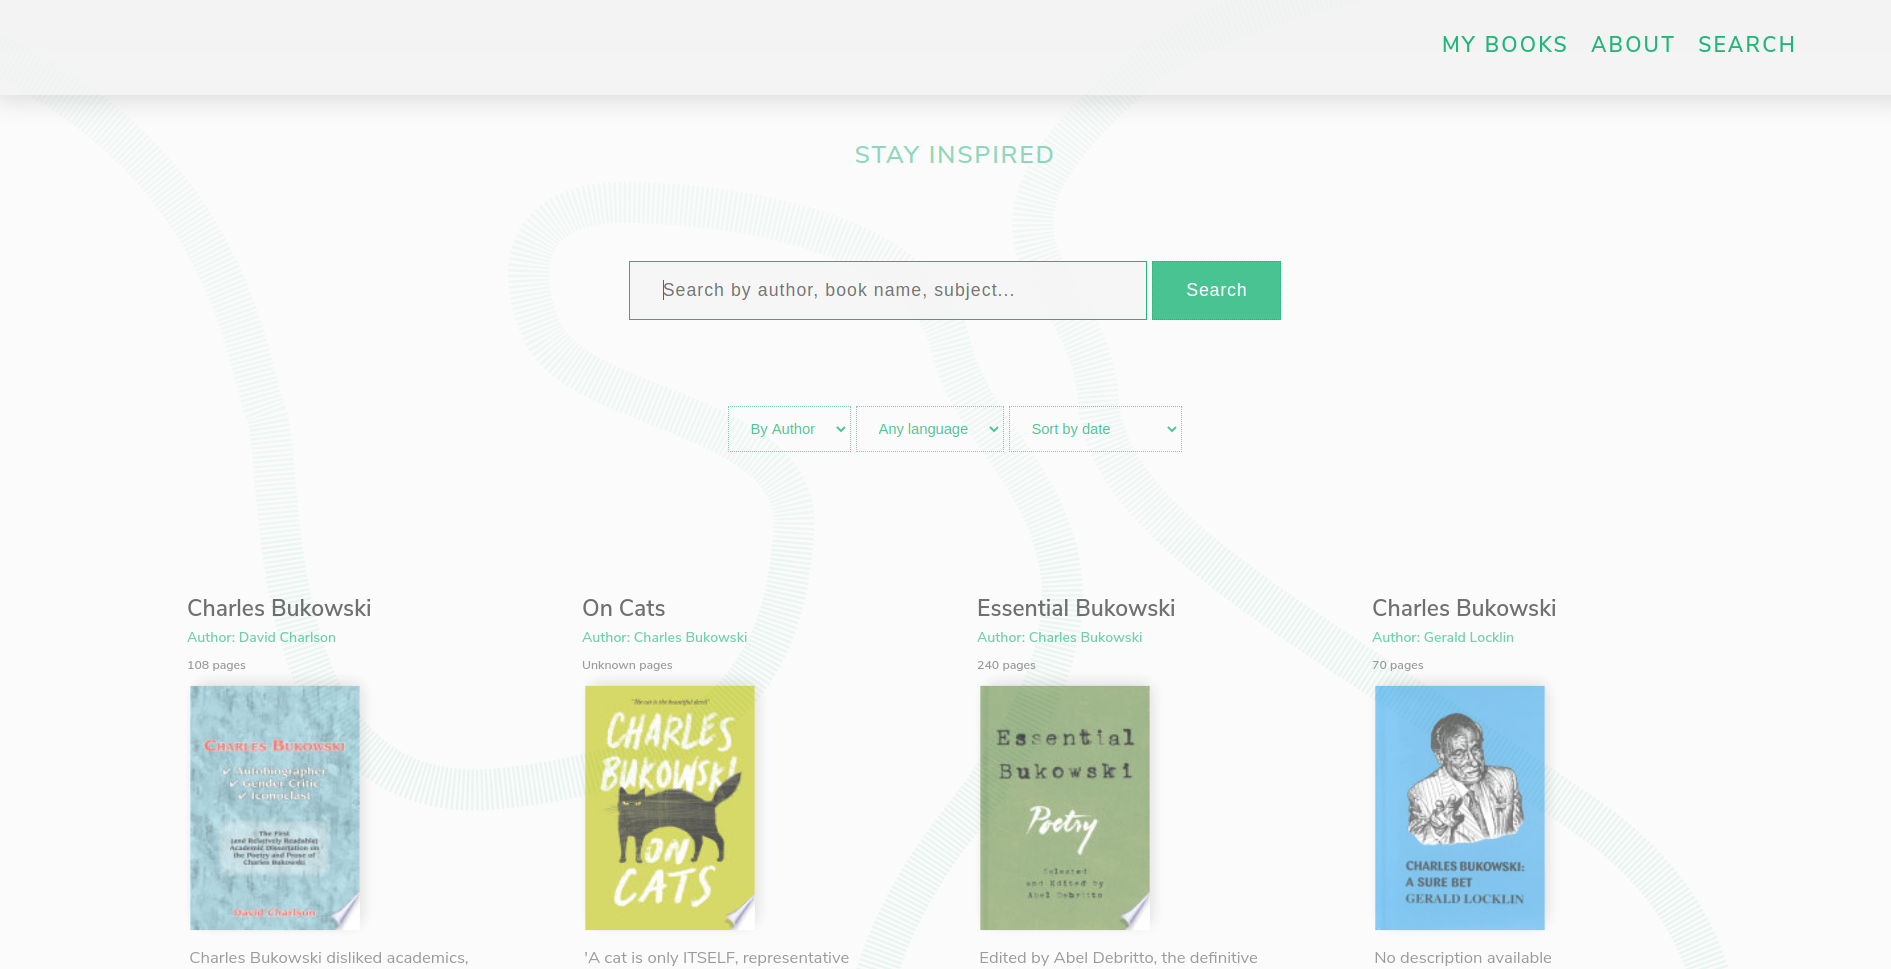 MY BOOKS ABOUT SEARCH
STAY INSPIRED
Search by author, book name, subject...
Search
By Author
Any language
Sort by date
Charles Bukowski
Author: David Charlson
108 pages
CHARLES BUKOWSKI
✓ Autobiographer
✓ Gender Critic
✓ Iconoclast
The First
(and Relatively Readable)
Academic Dissertation on
the Poetry and Prose of
Charles Bukowski
David Charlson
Charles Bukowski disliked academics,
On Cats
Author: Charles Bukowski
Unknown pages
"The cat is the beautiful devil"
CHARLES
BUKOWSKI
ON
CATS
'A cat is only ITSELF, representative
Essential Bukowski
Author: Charles Bukowski
240 pages
Essential
Bukowski
Poetry
Selected
and Edited by
Abel Debritto
Edited by Abel Debritto, the definitive
Charles Bukowski
Author: Gerald Locklin
70 pages
CHARLES BUKOWSKI:
A SURE BET
GERALD LOCKLIN
No description available